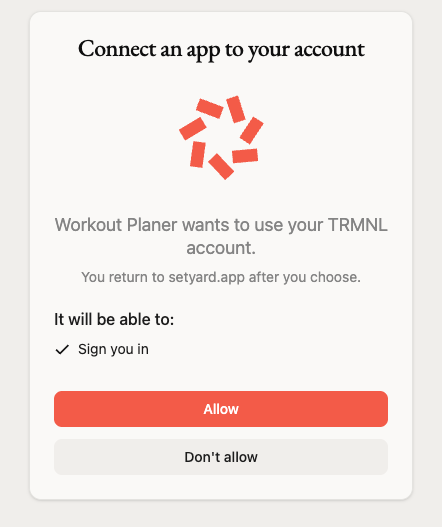 Connect an app to your account
Workout Planer wants to use your TRMNL
account.
You return to setyard.app after you choose.
It will be able to:
Sign you in
Allow
Don't allow